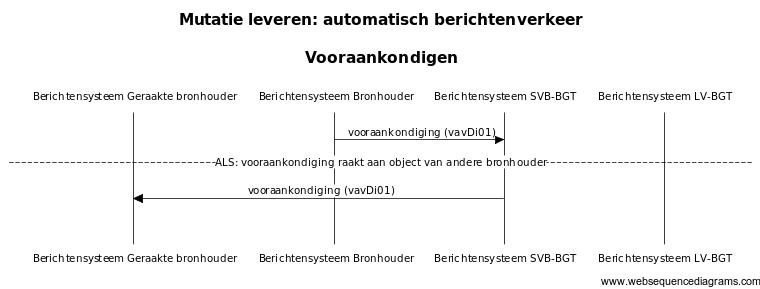 Mutatie leveren: automatisch berichtenverkeer
Vooraankondigen
Berichtensysteem Geraakte bronhouder Berichtensysteem Bronhouder Berichtensysteem SVB-BGT Berichtensysteem LV-BGT
vooraankondiging (vavDi01)
ALS: vooraankondiging raakt aan object van andere bronhouder
vooraankondiging (vavDi01)
Berichtensysteem Geraakte bronhouder Berichtensysteem Bronhouder Berichtensysteem SVB-BGT Berichtensysteem LV-BGT
www.websequencediagrams.com